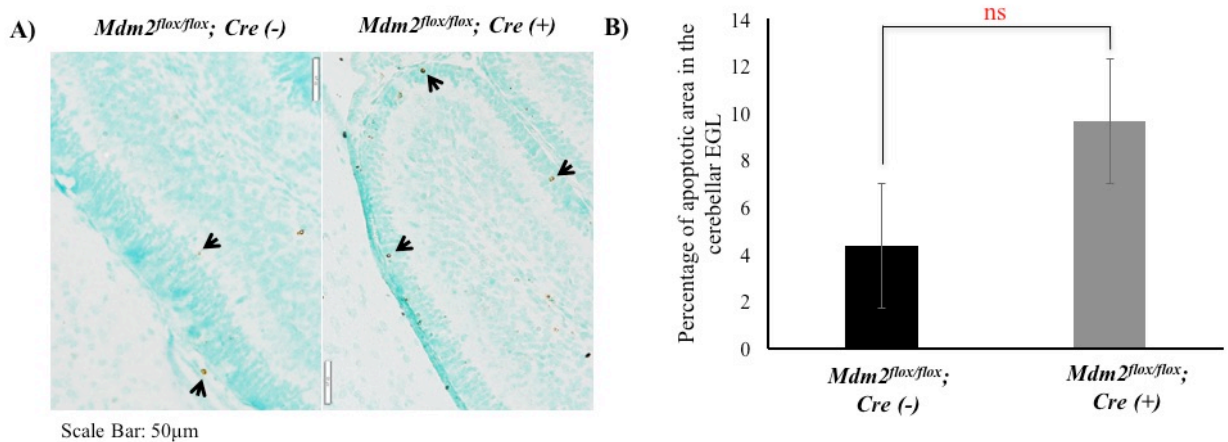 A)
Mdm2flox/flox; Cre (-)
Mdm2flox/flox; Cre (+)
Scale Bar: 50µm
B)
Percentage of apoptotic area in the
cerebellar EGL
14
12
10
8
6
4
2
0
ns
Mdm2flox/flox;
Cre (-)
Mdm2flox/flox;
Cre (+)